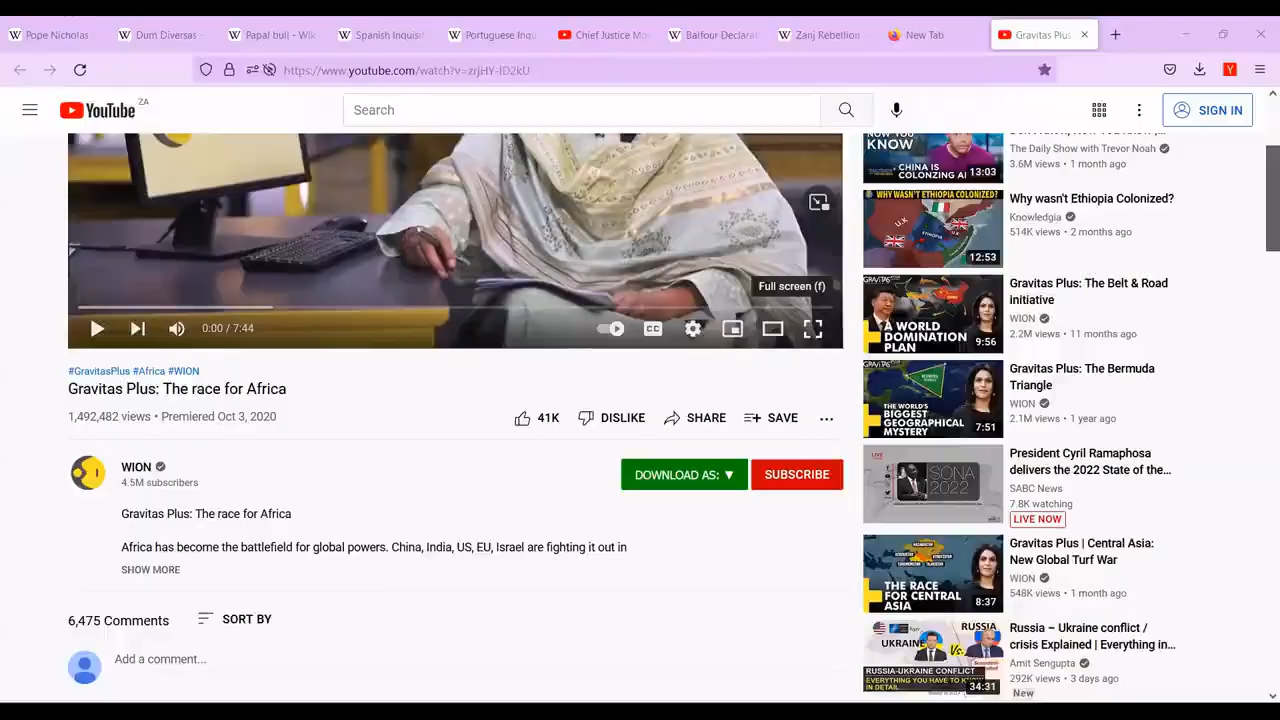 Pope Nicholas
Dum Diversas
Papal bull - Wik
Spanish Inquisit
Portuguese Inqu
Chief Justice Mo
Balfour Declarat
Zanj Rebellion
New Tab
Gravitas Plus:
https://www.youtube.com/watch?v=zrjHY-ID2kU
YouTube ZA
Search
SIGN IN
Full screen (f)
0:00 / 7:44
CC
#GravitasPlus #Africa #WION
Gravitas Plus: The race for Africa
1,492,482 views • Premiered Oct 3, 2020
41K
DISLIKE
SHARE
SAVE
WION
4.5M subscribers
DOWNLOAD AS: ▼
SUBSCRIBE
Gravitas Plus: The race for Africa
Africa has become the battlefield for global powers. China, India, US, EU, Israel are fighting it out in
SHOW MORE
6,475 Comments
SORT BY
Add a comment...
NOW YOU
KNOW
CHINA IS
COLONZING
13:03
The Daily Show with Trevor Noah
3.6M views • 1 month ago
WHY WASN'T ETHIOPIA COLONIZED?
U.K
ETHIOPIA
12:53
Why wasn't Ethiopia Colonized?
Knowledgia
514K views • 2 months ago
GRAVITAS
A WORLD
DOMINATION
PLAN
9:56
Gravitas Plus: The Belt & Road
initiative
WION
2.2M views • 11 months ago
GRAVITAS
THE WORLD'S
BIGGEST
GEOGRAPHICAL
MYSTERY
7:51
Gravitas Plus: The Bermuda
Triangle
WION
2.1M views • 1 year ago
LIVE
SONA
2022
President Cyril Ramaphosa
delivers the 2022 State of the...
SABC News
7.8K watching
LIVE NOW
THE RACE
FOR CENTRAL
ASIA
8:37
Gravitas Plus | Central Asia:
New Global Turf War
WION
548K views • 1 month ago
RUSSIA
UKRAINE
Vs.
RUSSIA-UKRAINE CONFLICT
EVERYTHING YOU HAVE TO KNOW
IN DETAIL
34:31
Russia – Ukraine conflict /
crisis Explained | Everything in...
Amit Sengupta
292K views • 3 days ago
New